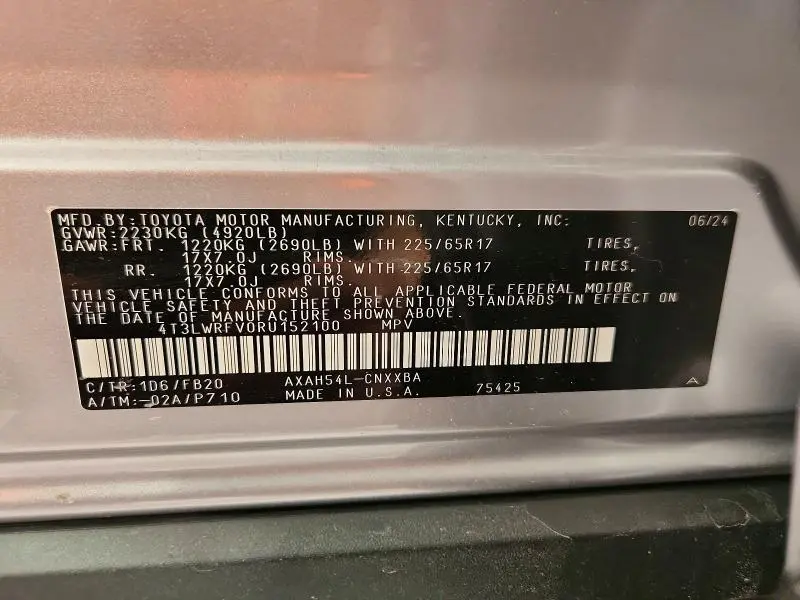 MFD.BY:TOYOTA MOTOR MANUFACTURING, KENTUCKY, INC: 06/24
GVWR:2230KG (4920LB)
GAWR:FRT. 1220KG (2690LB) WITH 225/65R17 TIRES,
17X7.0J RIMS.
RR. 1220KG (2690LB) WITH 225/65R17 TIRES,
17X7.0J RIMS.
THIS VEHICLE CONFORMS TO ALL APPLICABLE FEDERAL MOTOR
VEHICLE SAFETY AND THEFT PREVENTION STANDARDS IN EFFECT ON
THE DATE OF MANUFACTURE SHOWN ABOVE.
4T3LWRFV0RU152100 MPV
C/TR:1D6/FB20 AXAH54L-CNXXBA
A/TM:-02A/P710 MADE IN U.S.A. 75425 A